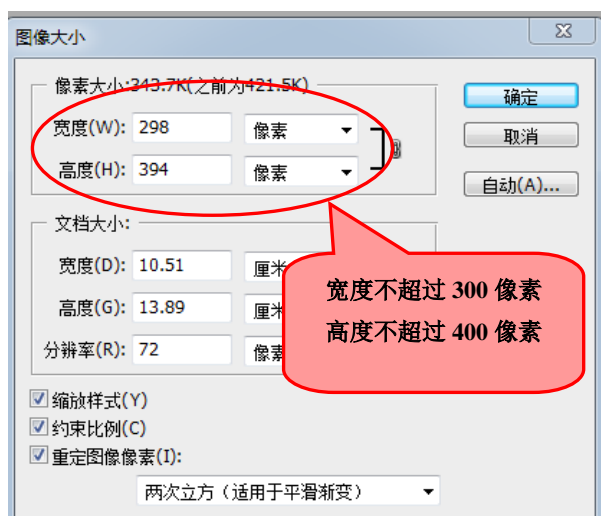 图像大小
像素大小:343.7K(之前为421.5K)
确定
宽度(W): 298 像素
取消
高度(H): 394 像素
自动(A)...
文档大小:
宽度(D): 10.51 厘米
宽度不超过 300 像素
高度(G): 13.89 厘米
高度不超过 400 像素
分辨率(R): 72 像素
缩放样式(Y)
约束比例(C)
重定图像像素(I):
两次立方（适用于平滑渐变）